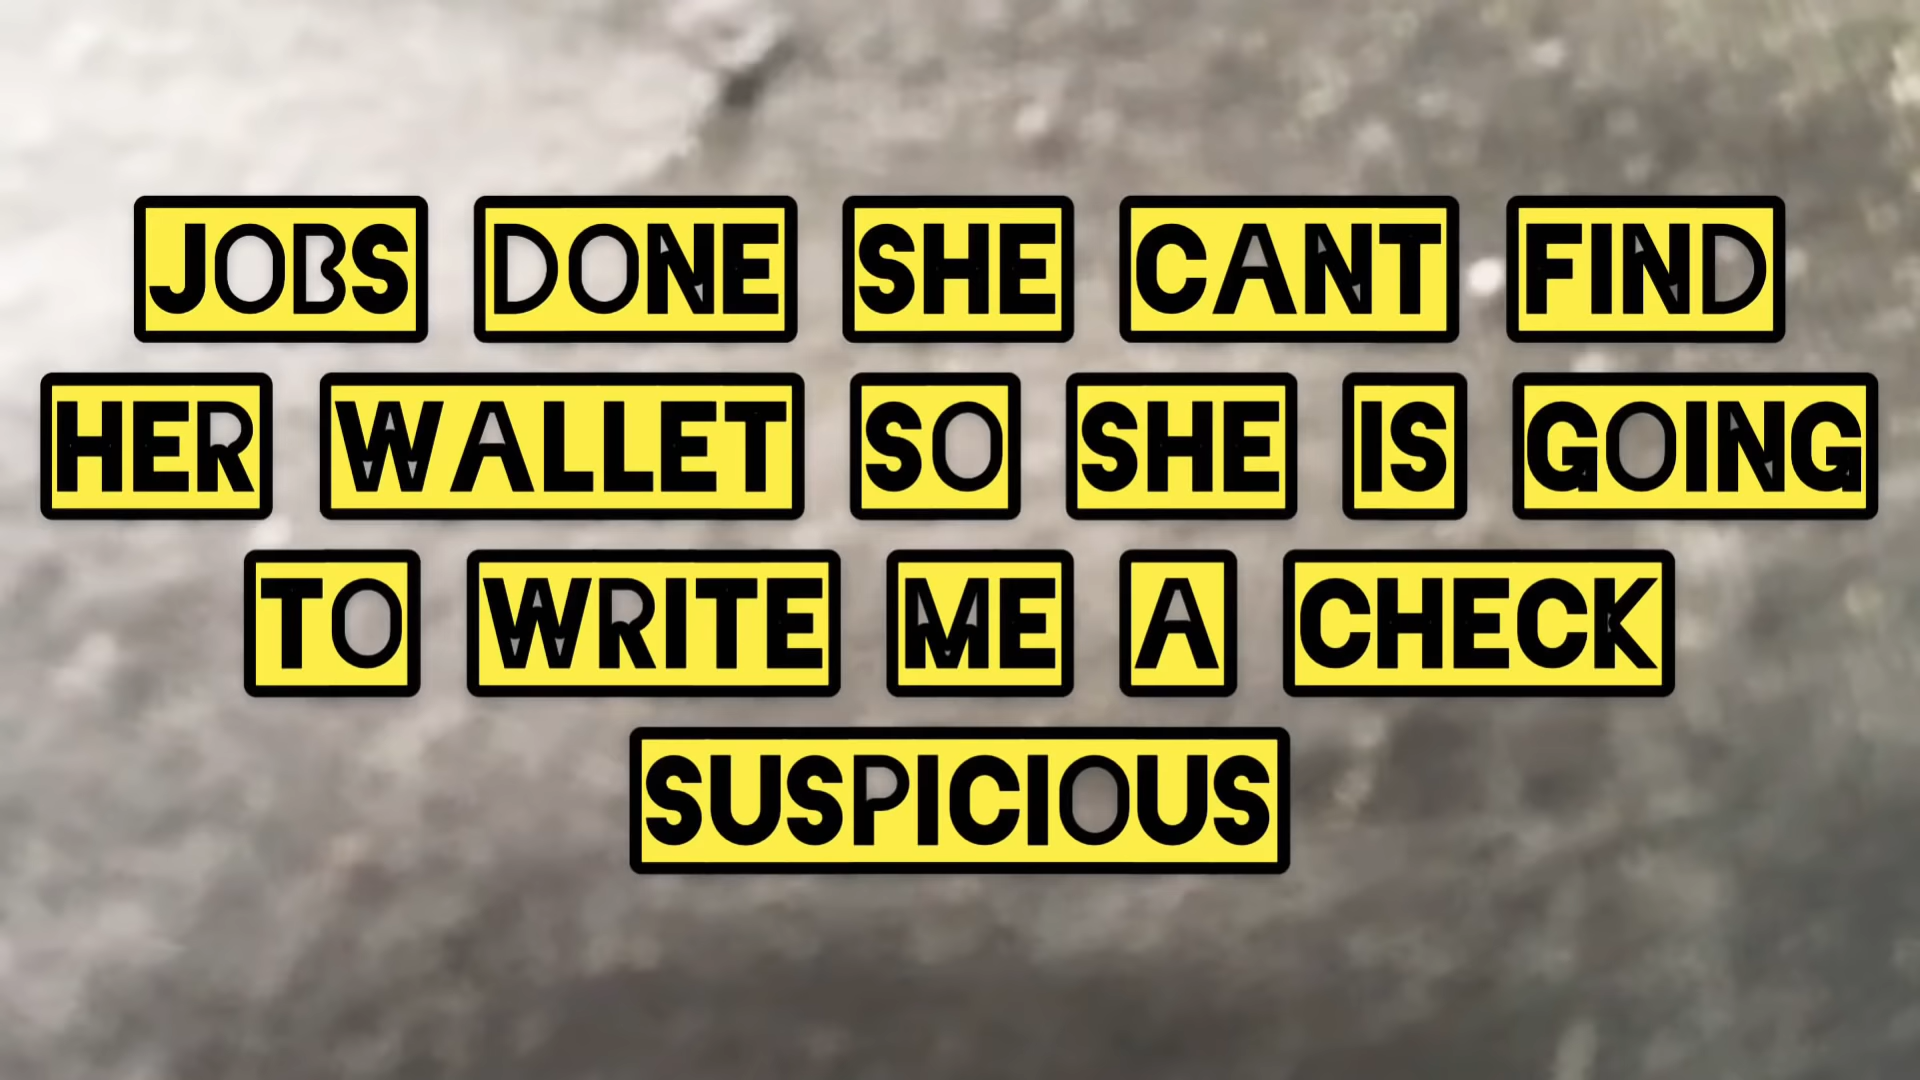 JOBS DONE SHE CANT FIND
HER WALLET SO SHE IS GOING
TO WRITE ME A CHECK
SUSPICIOUS